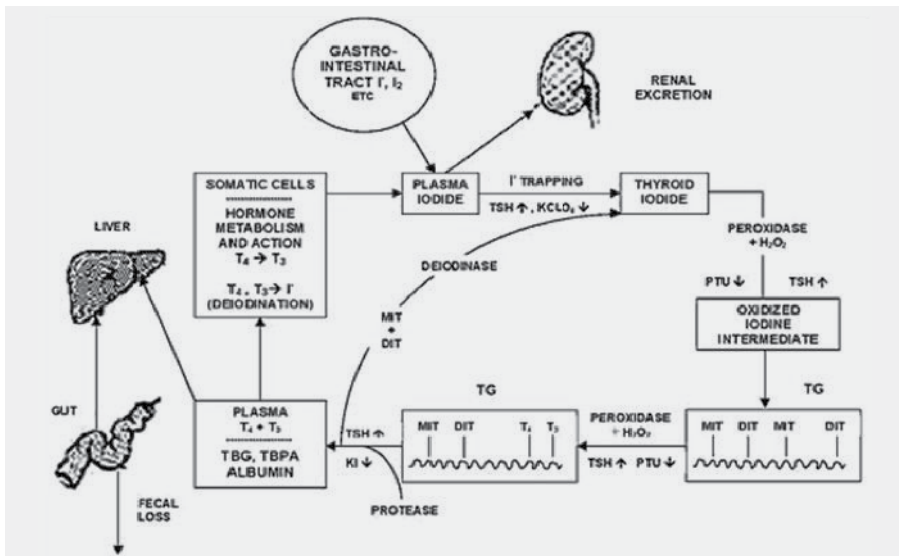 GASTRO-
INTESTINAL
TRACT I⁻, I₂
ETC
RENAL
EXCRETION
SOMATIC CELLS
HORMONE
METABOLISM
AND ACTION
T₄ → T₃
T₄ , T₃ → I⁻
(DEIODINATION)
PLASMA
IODIDE
I⁻ TRAPPING
TSH ↑ , KCLO₄ ↓
THYROID
IODIDE
LIVER
PEROXIDASE
+ H₂O₂
DEIODINASE
PTU ↓ TSH ↑
MIT
+
DIT
OXIDIZED
IODINE
INTERMEDIATE
GUT
PLASMA
T₄ + T₃
TBG, TBPA
ALBUMIN
TSH ↑
KI ↓
PROTEASE
TG
MIT DIT T₄ T₃
PEROXIDASE
+ H₂O₂
TSH ↑ PTU ↓
TG
MIT DIT MIT DIT
FECAL
LOSS